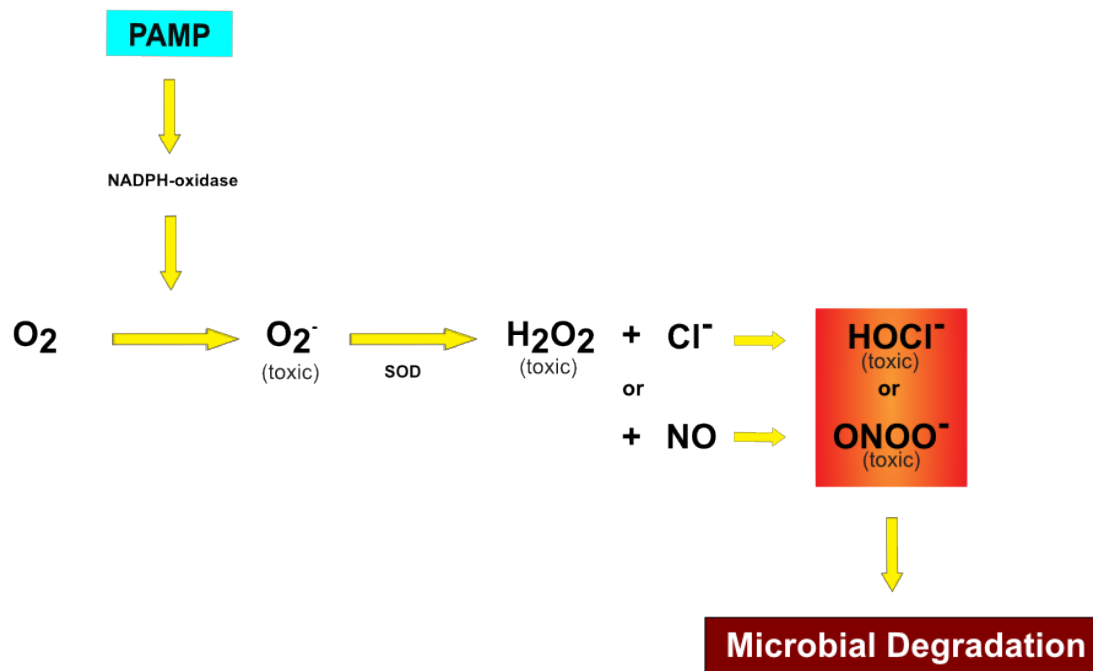 PAMP
NADPH-oxidase
O₂ O₂⁻ H₂O₂ + Cl⁻ HOCl⁻
(toxic) SOD (toxic) (toxic)
or or
+ NO ONOO⁻
(toxic)
Microbial Degradation